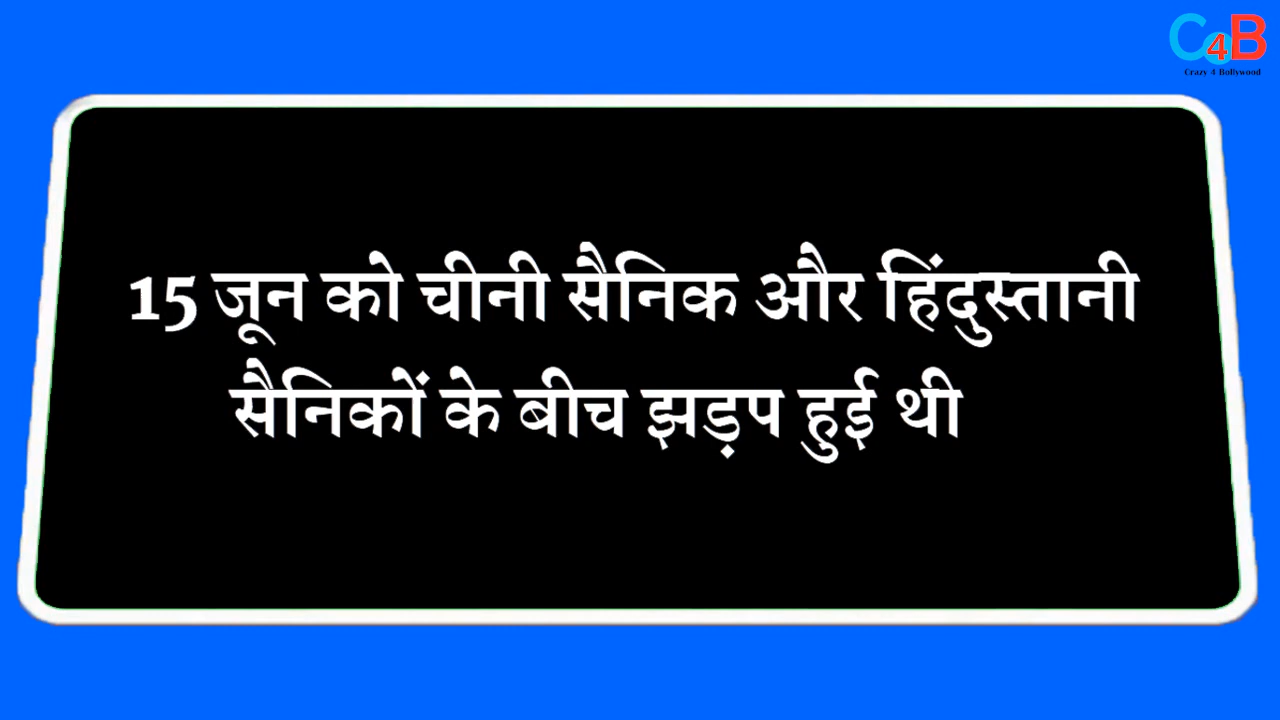 C4B
Crazy 4 Bollywood
15 जून को चीनी सैनिक और हिंदुस्तानी
सैनिकों के बीच झड़प हुई थी